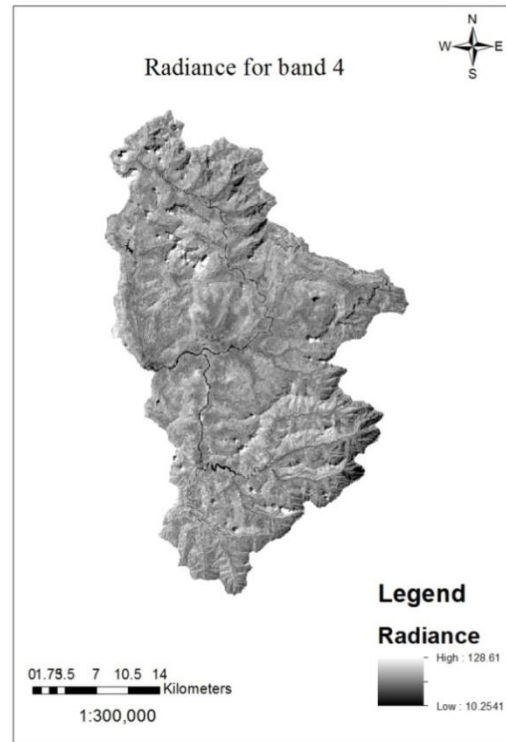 N
W E
S
Radiance for band 4
Legend
Radiance
High : 128.61
Low : 10.2541
01.753.5 7 10.5 14
Kilometers
1:300,000